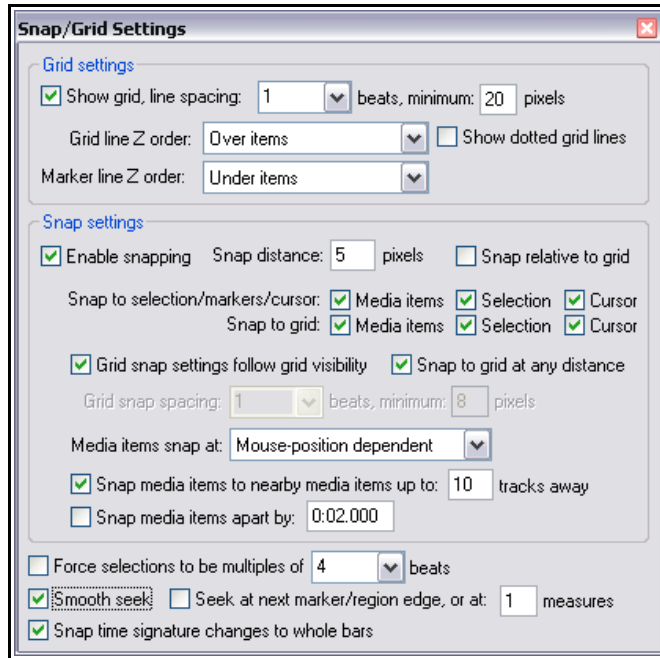 Snap/Grid Settings
Grid settings
Show grid, line spacing: 1 beats, minimum: 20 pixels
Grid line Z order: Over items Show dotted grid lines
Marker line Z order: Under items
Snap settings
Enable snapping Snap distance: 5 pixels Snap relative to grid
Snap to selection/markers/cursor: Media items Selection Cursor
Snap to grid: Media items Selection Cursor
Grid snap settings follow grid visibility Snap to grid at any distance
Grid snap spacing: 1 beats, minimum: 8 pixels
Media items snap at: Mouse-position dependent
Snap media items to nearby media items up to: 10 tracks away
Snap media items apart by: 0:02.000
Force selections to be multiples of 4 beats
Smooth seek Seek at next marker/region edge, or at: 1 measures
Snap time signature changes to whole bars